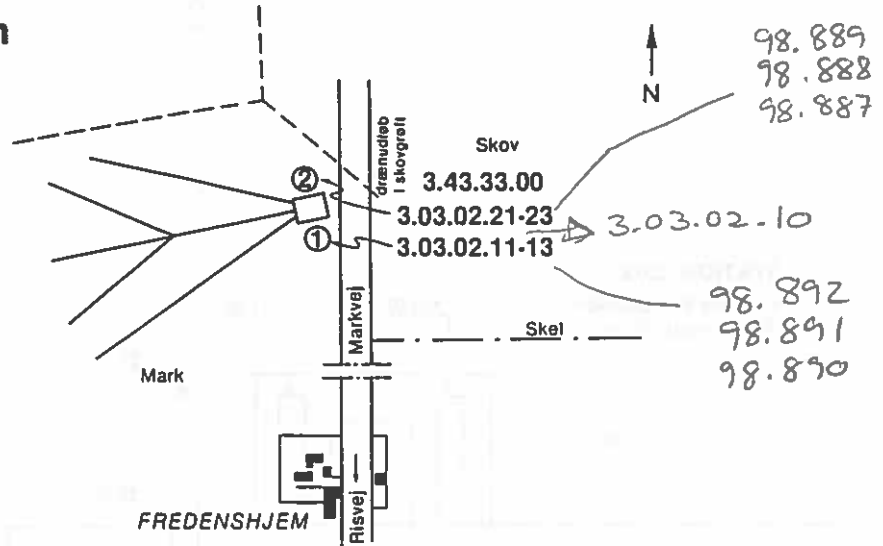 98.889
98.888
98.887
N
drænudløb
i skovgrøft
Skov
3.43.33.00
②
3.03.02.21-23
3.03.02-10
①
3.03.02.11-13
98.892
98.891
98.890
Markvej
Skel
Mark
FREDENSHJEM
Risvej